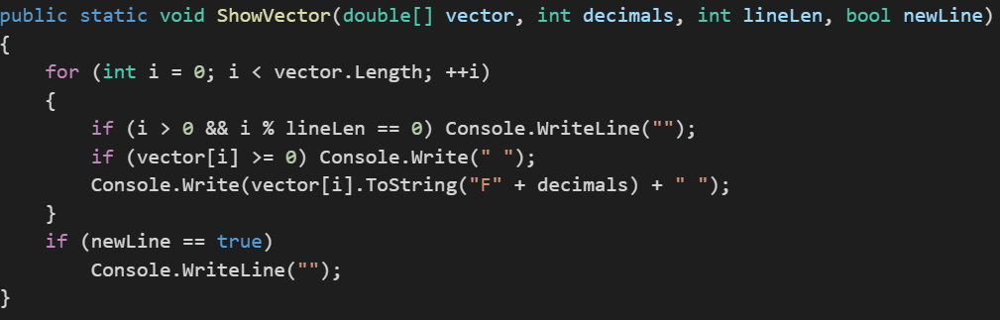 public static void ShowVector(double[] vector, int decimals, int lineLen, bool newLine)
{
    for (int i = 0; i < vector.Length; ++i)
    {
        if (i > 0 && i % lineLen == 0) Console.WriteLine("");
        if (vector[i] >= 0) Console.Write(" ");
        Console.Write(vector[i].ToString("F" + decimals) + " ");
    }
    if (newLine == true)
        Console.WriteLine("");
}